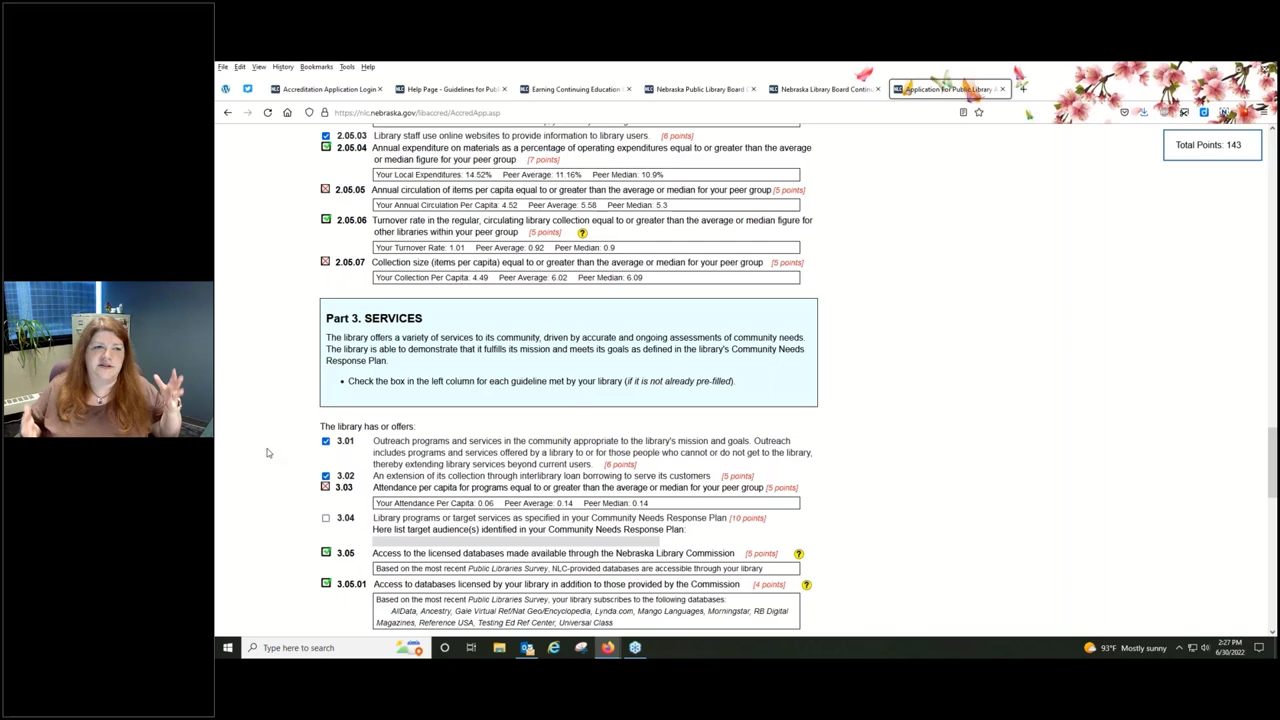 File Edit View History Bookmarks Tools Help
Accreditation Application Login
Help Page - Guidelines for Publ
Earning Continuing Education
Nebraska Public Library Board C
Nebraska Library Board Contin
Application For Public Library A
https://nlc.nebraska.gov/libaccred/AccredApp.asp
Total Points: 143
2.05.03 Library staff use online websites to provide information to library users. [6 points]
2.05.04 Annual expenditure on materials as a percentage of operating expenditures equal to or greater than the average
or median figure for your peer group [7 points]
Your Local Expenditures: 14.52% Peer Average: 11.16% Peer Median: 10.9%
2.05.05 Annual circulation of items per capita equal to or greater than the average or median for your peer group [5 points]
Your Annual Circulation Per Capita: 4.52 Peer Average: 5.58 Peer Median: 5.3
2.05.06 Turnover rate in the regular, circulating library collection equal to or greater than the average or median figure for
other libraries within your peer group [5 points] ?
Your Turnover Rate: 1.01 Peer Average: 0.92 Peer Median: 0.9
2.05.07 Collection size (items per capita) equal to or greater than the average or median for your peer group [5 points]
Your Collection Per Capita: 4.49 Peer Average: 6.02 Peer Median: 6.09
Part 3. SERVICES
The library offers a variety of services to its community, driven by accurate and ongoing assessments of community needs.
The library is able to demonstrate that it fulfills its mission and meets its goals as defined in the library's Community Needs
Response Plan.
• Check the box in the left column for each guideline met by your library (if it is not already pre-filled).
The library has or offers:
3.01 Outreach programs and services in the community appropriate to the library's mission and goals. Outreach
includes programs and services offered by a library to or for those people who cannot or do not get to the library,
thereby extending library services beyond current users. [6 points]
3.02 An extension of its collection through interlibrary loan borrowing to serve its customers [5 points]
3.03 Attendance per capita for programs equal to or greater than the average or median for your peer group [5 points]
Your Attendance Per Capita: 0.06 Peer Average: 0.14 Peer Median: 0.14
3.04 Library programs or target services as specified in your Community Needs Response Plan [10 points]
Here list target audience(s) identified in your Community Needs Response Plan:
3.05 Access to the licensed databases made available through the Nebraska Library Commission [5 points] ?
Based on the most recent Public Libraries Survey, NLC-provided databases are accessible through your library
3.05.01 Access to databases licensed by your library in addition to those provided by the Commission [4 points] ?
Based on the most recent Public Libraries Survey, your library subscribes to the following databases:
AllData, Ancestry, Gale Virtual Ref/Nat Geo/Encyclopedia, Lynda.com, Mango Languages, Morningstar, RB Digital
Magazines, Reference USA, Testing Ed Ref Center, Universal Class
Type here to search
93°F Mostly sunny
2:27 PM
6/30/2022